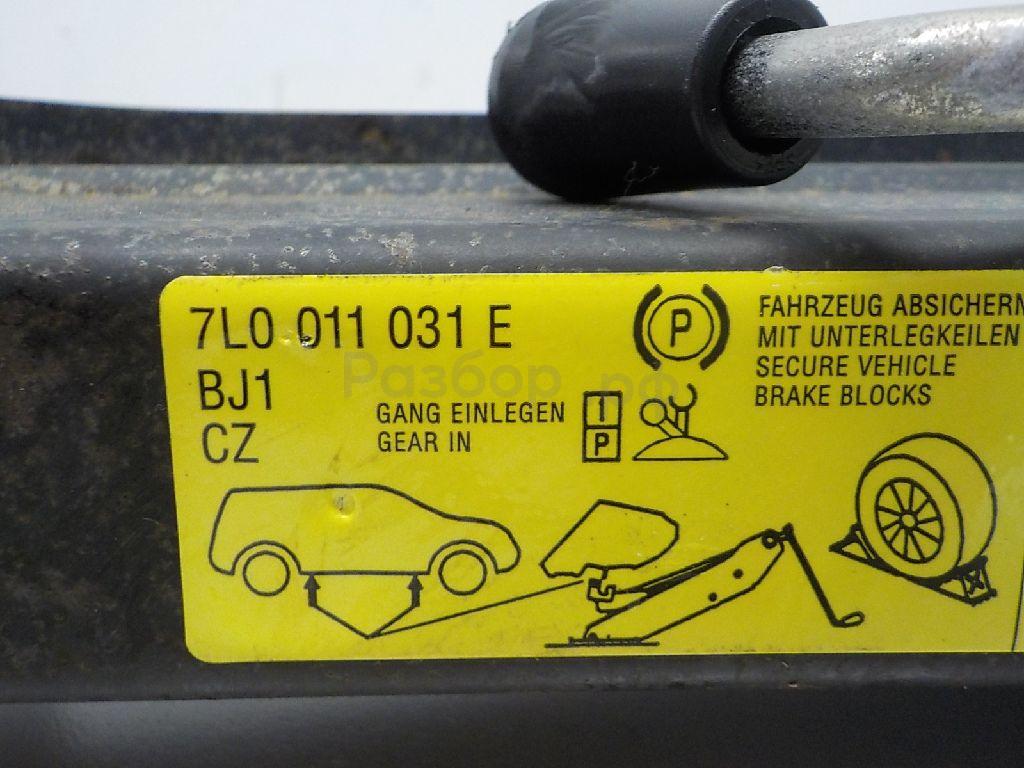 7L0 011 031 E
BJ1
CZ
GANG EINLEGEN
GEAR IN
I
P
P
FAHRZEUG ABSICHERN
MIT UNTERLEGKEILEN
SECURE VEHICLE
BRAKE BLOCKS
Разбор.рф